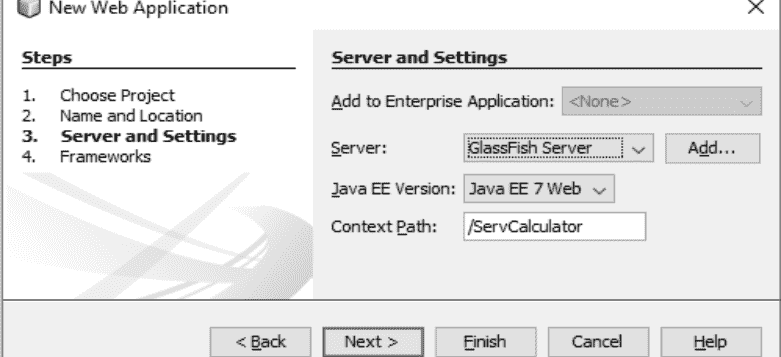 New Web Application
Steps
1. Choose Project
2. Name and Location
3. Server and Settings
4. Frameworks
Server and Settings
Add to Enterprise Application: <None>
Server: GlassFish Server Add...
Java EE Version: Java EE 7 Web
Context Path: /ServCalculator
< Back Next > Finish Cancel Help